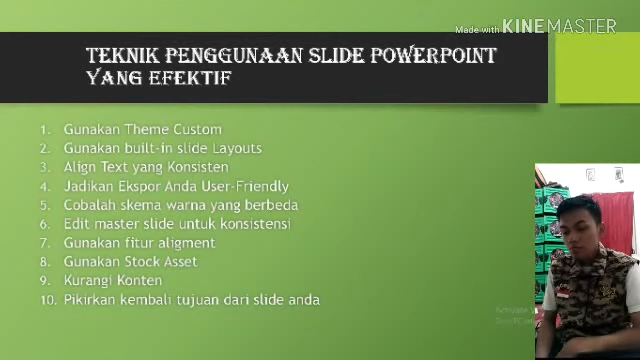 Made with KINEMASTER
TEKNIK PENGGUNAAN SLIDE POWERPOINT
YANG EFEKTIF
1. Gunakan Theme Custom
2. Gunakan built-in slide Layouts
3. Align Text yang Konsisten
4. Jadikan Ekspor Anda User-Friendly
5. Cobalah skema warna yang berbeda
6. Edit master slide untuk konsistensi
7. Gunakan fitur aligment
8. Gunakan Stock Asset
9. Kurangi Konten
10. Pikirkan kembali tujuan dari slide anda